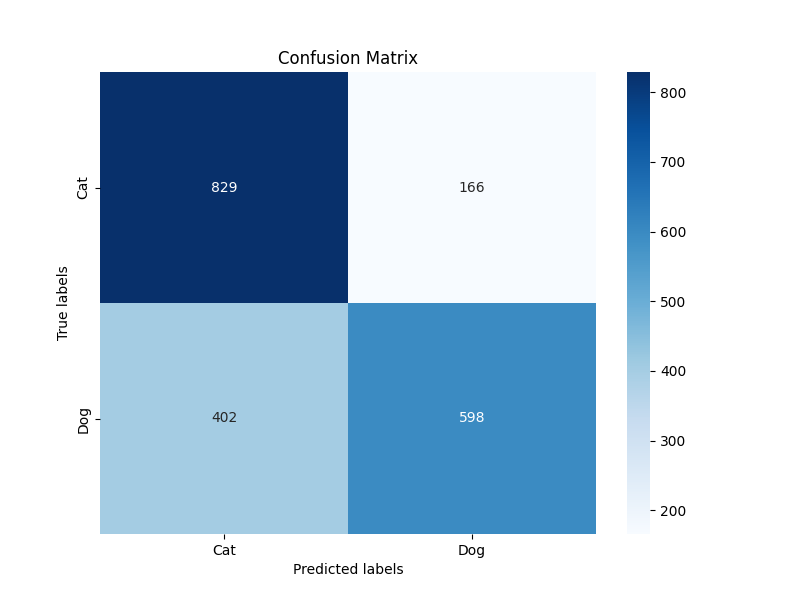 Confusion Matrix
True labels
Cat
829
166
Dog
402
598
Cat
Dog
Predicted labels
800
700
600
500
400
300
200